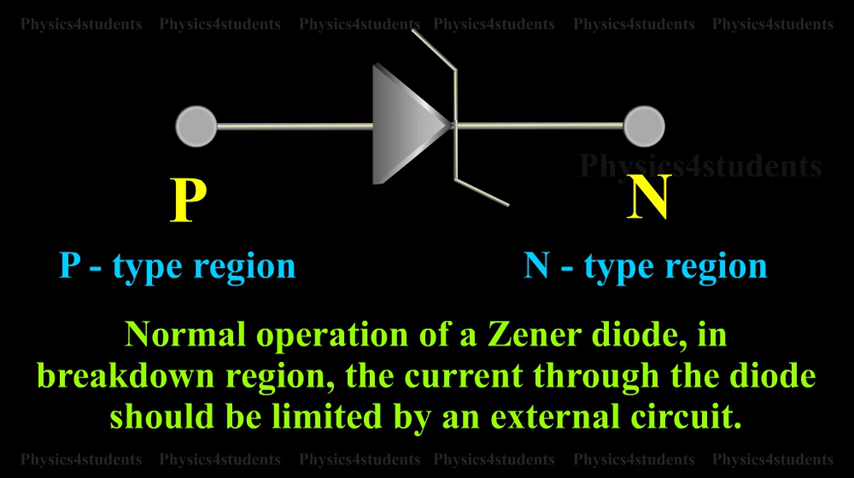 Physics4students Physics4students Physics4students Physics4students Physics4students Physics4students
Physics4students
P N
P - type region N - type region
Normal operation of a Zener diode, in
breakdown region, the current through the diode
should be limited by an external circuit.
Physics4students Physics4students Physics4students Physics4students Physics4students Physics4students